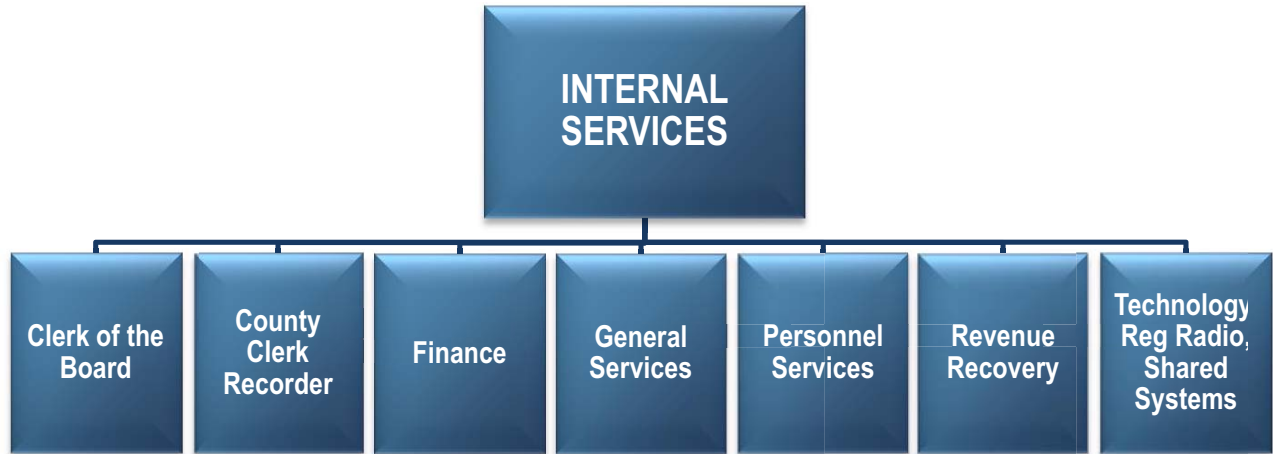 INTERNAL
SERVICES
Clerk of the
Board
County
Clerk
Recorder
Finance
General
Services
Personnel
Services
Revenue
Recovery
Technology,
Reg Radio,
Shared
Systems